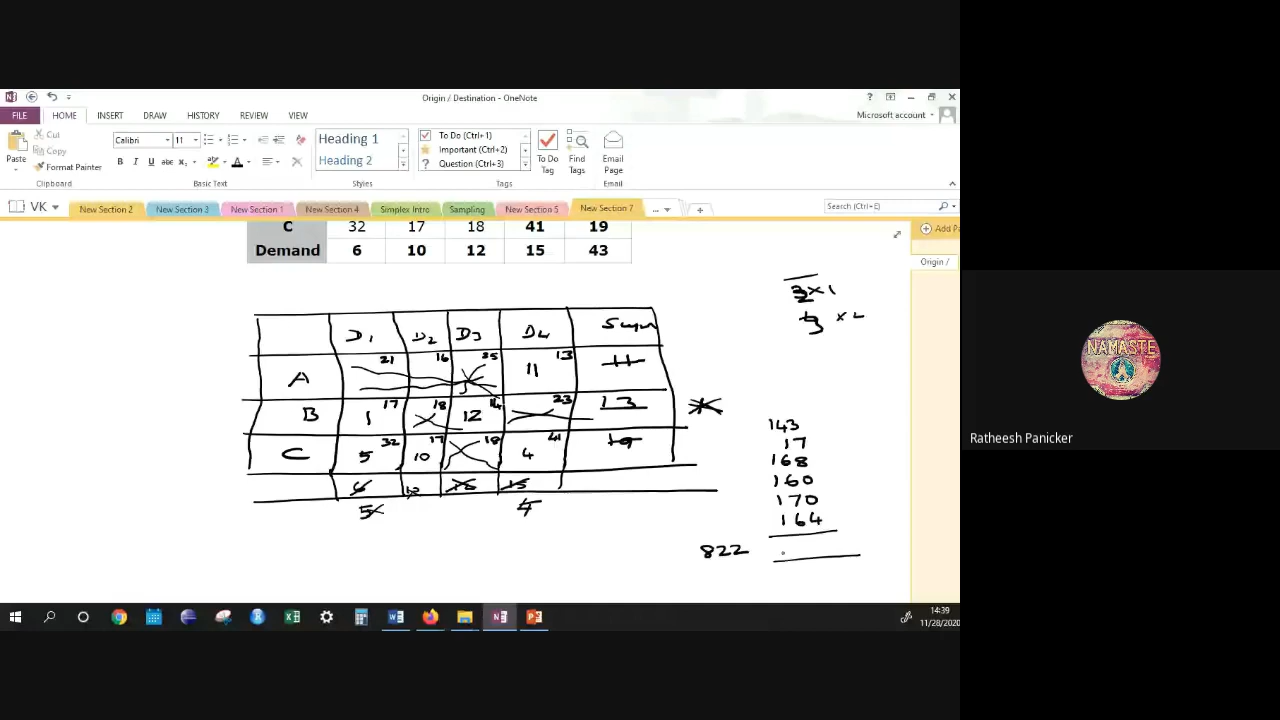 Origin / Destination - OneNote
? 
FILE HOME INSERT DRAW HISTORY REVIEW VIEW Microsoft account
Paste Cut Copy Format Painter
Calibri 11
B I U abc X₂ A
Heading 1
Heading 2
To Do (Ctrl+1)
Important (Ctrl+2)
Question (Ctrl+3)
To Do Tag
Find Tags
Email Page
Clipboard Basic Text Styles Tags Email
VK New Section 2 New Section 3 New Section 1 New Section 4 Simplex Intro Sampling New Section 5 New Section 7 ... + Search (Ctrl+E)
C 32 17 18 41 19
Demand 6 10 12 15 43
Add Pa
Origin /
D1 D2 D3 D4
A 21 16 25 11 13 11
B 1 17 18 12 14 23 13
C 5 32 10 17 18 4 41 19
6 10 12 15
5 4
143
17
168
160
170
164
822
Ratheesh Panicker
NAMASTE
14:39
11/28/2020